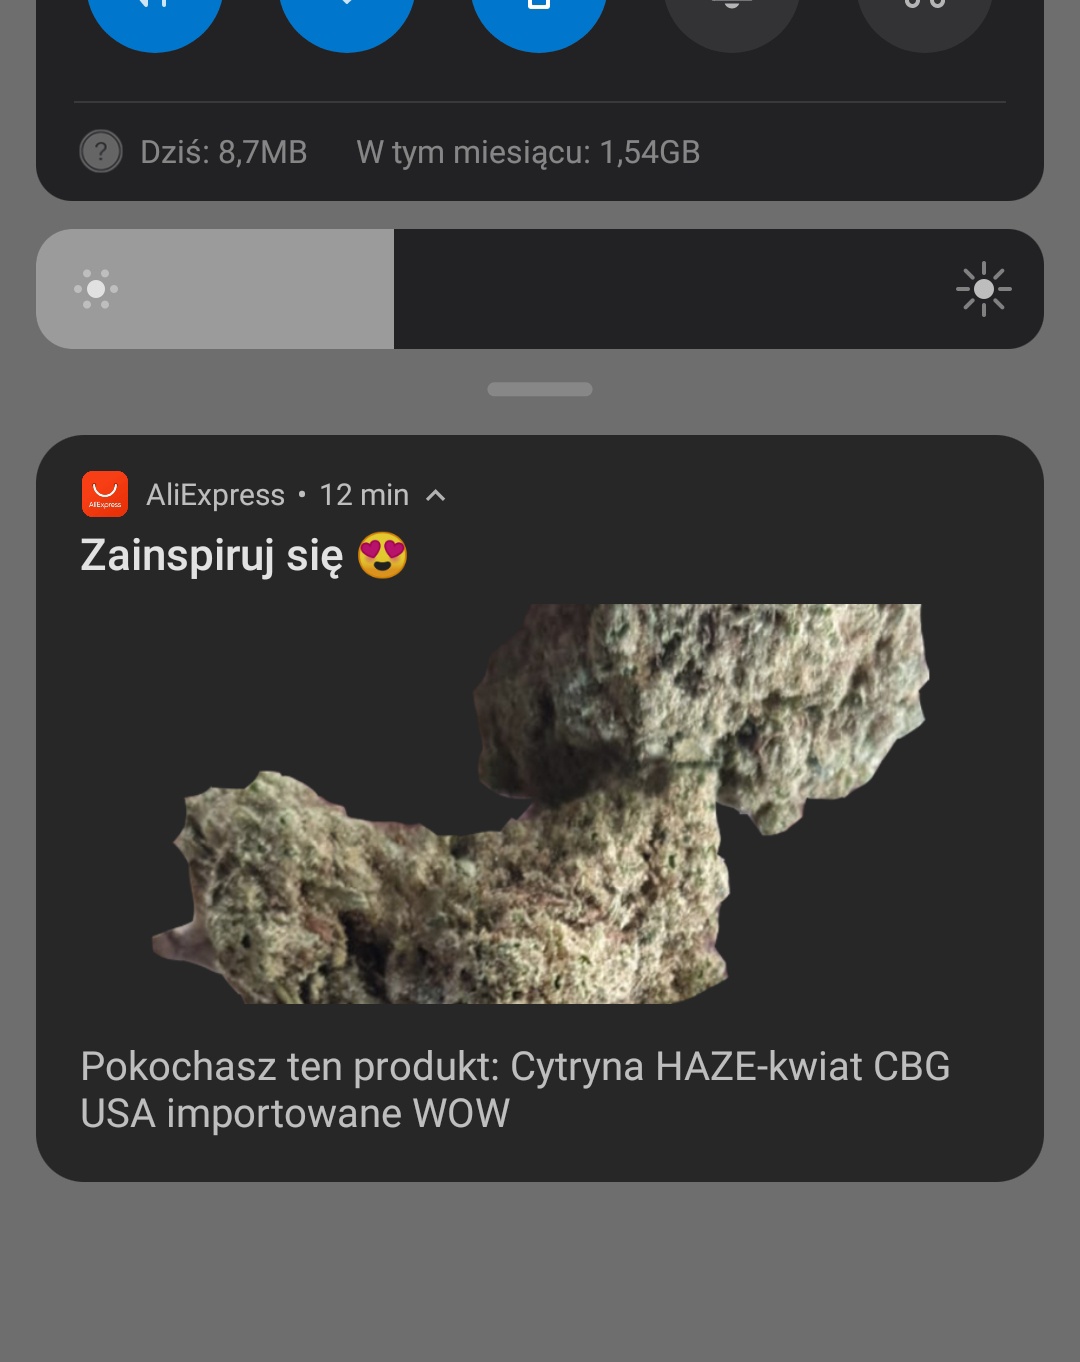 Dziś: 8,7MB W tym miesiącu: 1,54GB
AliExpress • 12 min
Zainspiruj się 😍
Pokochasz ten produkt: Cytryna HAZE-kwiat CBG
USA importowane WOW